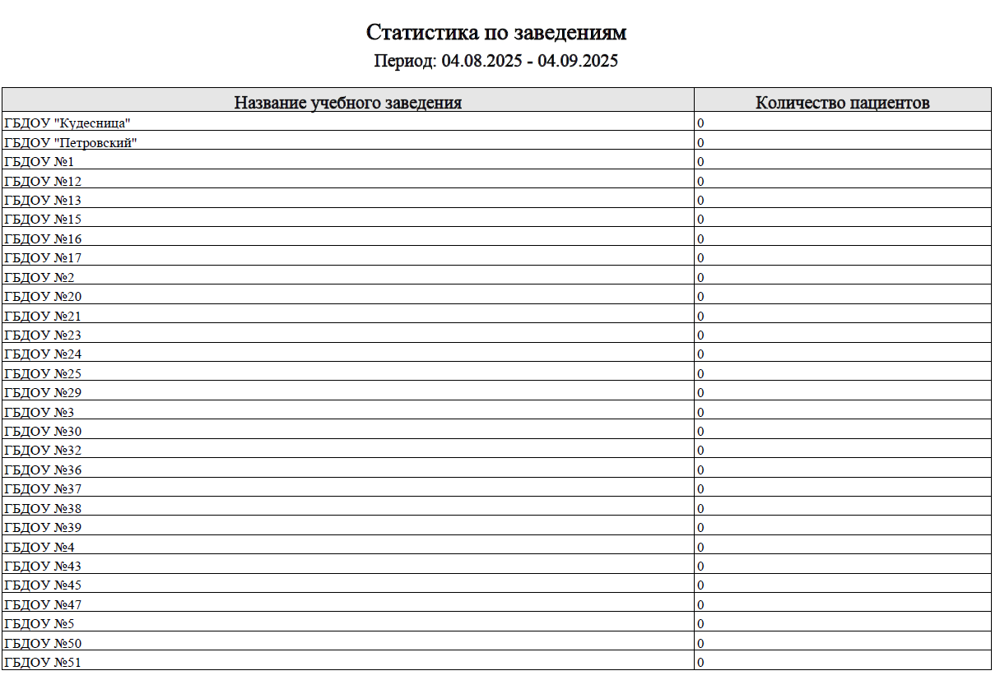 Статистика по заведениям
Период: 04.08.2025 - 04.09.2025
Название учебного заведения Количество пациентов
ГБДОУ "Кудесница" 0
ГБДОУ "Петровский" 0
ГБДОУ №1 0
ГБДОУ №12 0
ГБДОУ №13 0
ГБДОУ №15 0
ГБДОУ №16 0
ГБДОУ №17 0
ГБДОУ №2 0
ГБДОУ №20 0
ГБДОУ №21 0
ГБДОУ №23 0
ГБДОУ №24 0
ГБДОУ №25 0
ГБДОУ №29 0
ГБДОУ №3 0
ГБДОУ №30 0
ГБДОУ №32 0
ГБДОУ №36 0
ГБДОУ №37 0
ГБДОУ №38 0
ГБДОУ №39 0
ГБДОУ №4 0
ГБДОУ №43 0
ГБДОУ №45 0
ГБДОУ №47 0
ГБДОУ №5 0
ГБДОУ №50 0
ГБДОУ №51 0